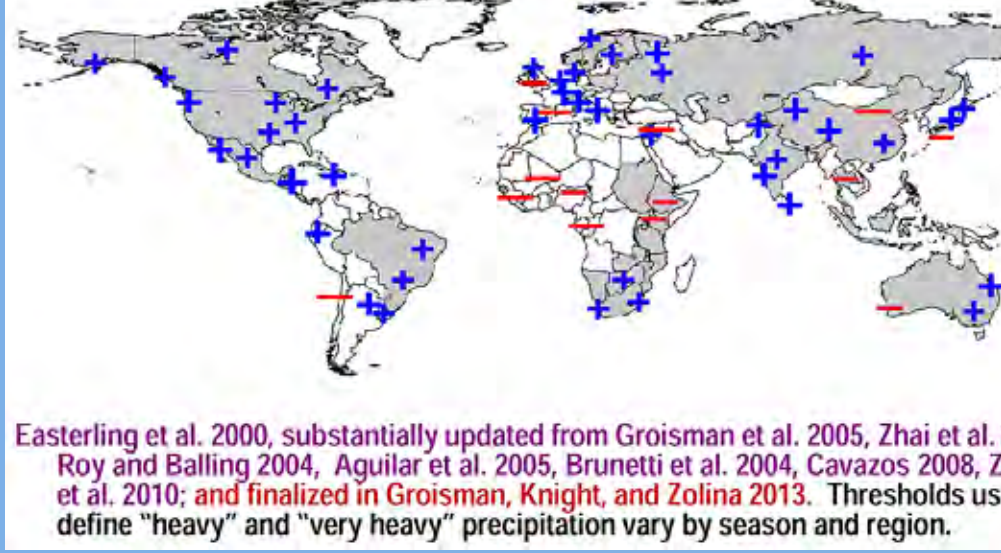 Easterling et al. 2000, substantially updated from Groisman et al. 2005, Zhai et al.
Roy and Balling 2004, Aguilar et al. 2005, Brunetti et al. 2004, Cavazos 2008, Z
et al. 2010; and finalized in Groisman, Knight, and Zolina 2013. Thresholds us
define “heavy” and “very heavy” precipitation vary by season and region.